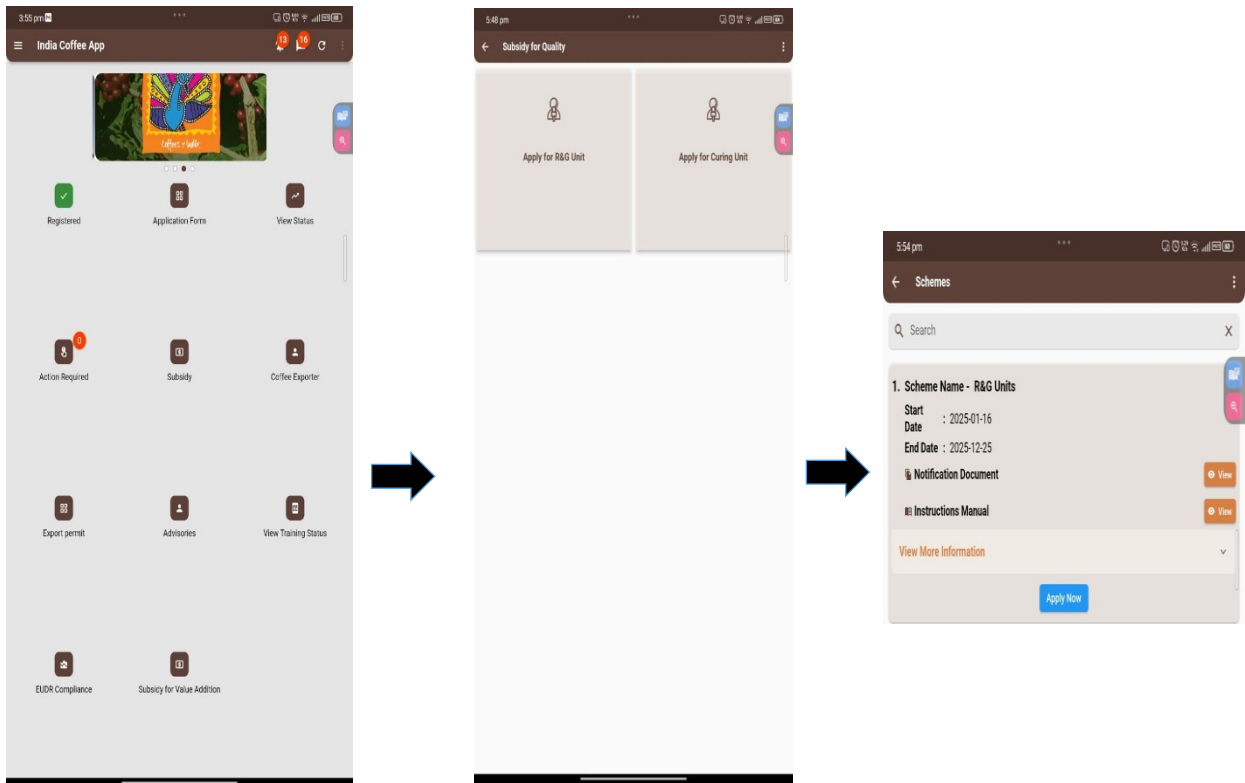 3:55 pm
India Coffee App
13
16
Coffees of India
Registered
Application Form
View Status
0
Action Required
Subsidy
Coffee Exporter
Export permit
Advisories
View Training Status
EUDR Compliance
Subsidy for Value Addition
5:48 pm
Subsidy for Quality
Apply for R&G Unit
Apply for Curing Unit
5:54 pm
Schemes
Search
X
1. Scheme Name - R&G Units
Start
Date : 2025-01-16
End Date : 2025-12-25
Notification Document
View
Instructions Manual
View
View More Information
Apply Now